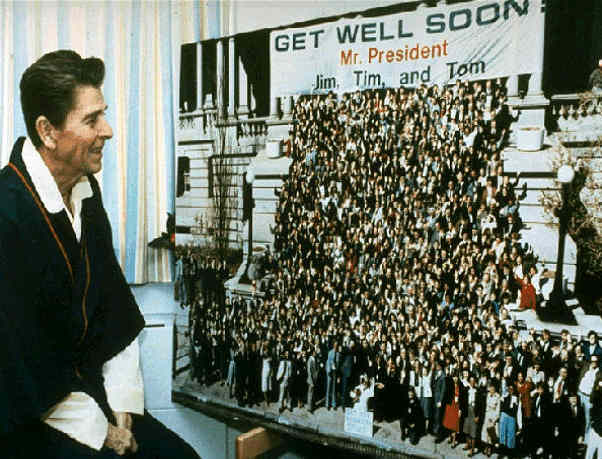 GET WELL SOON!
Mr. President
Jim, Tim, and Tom